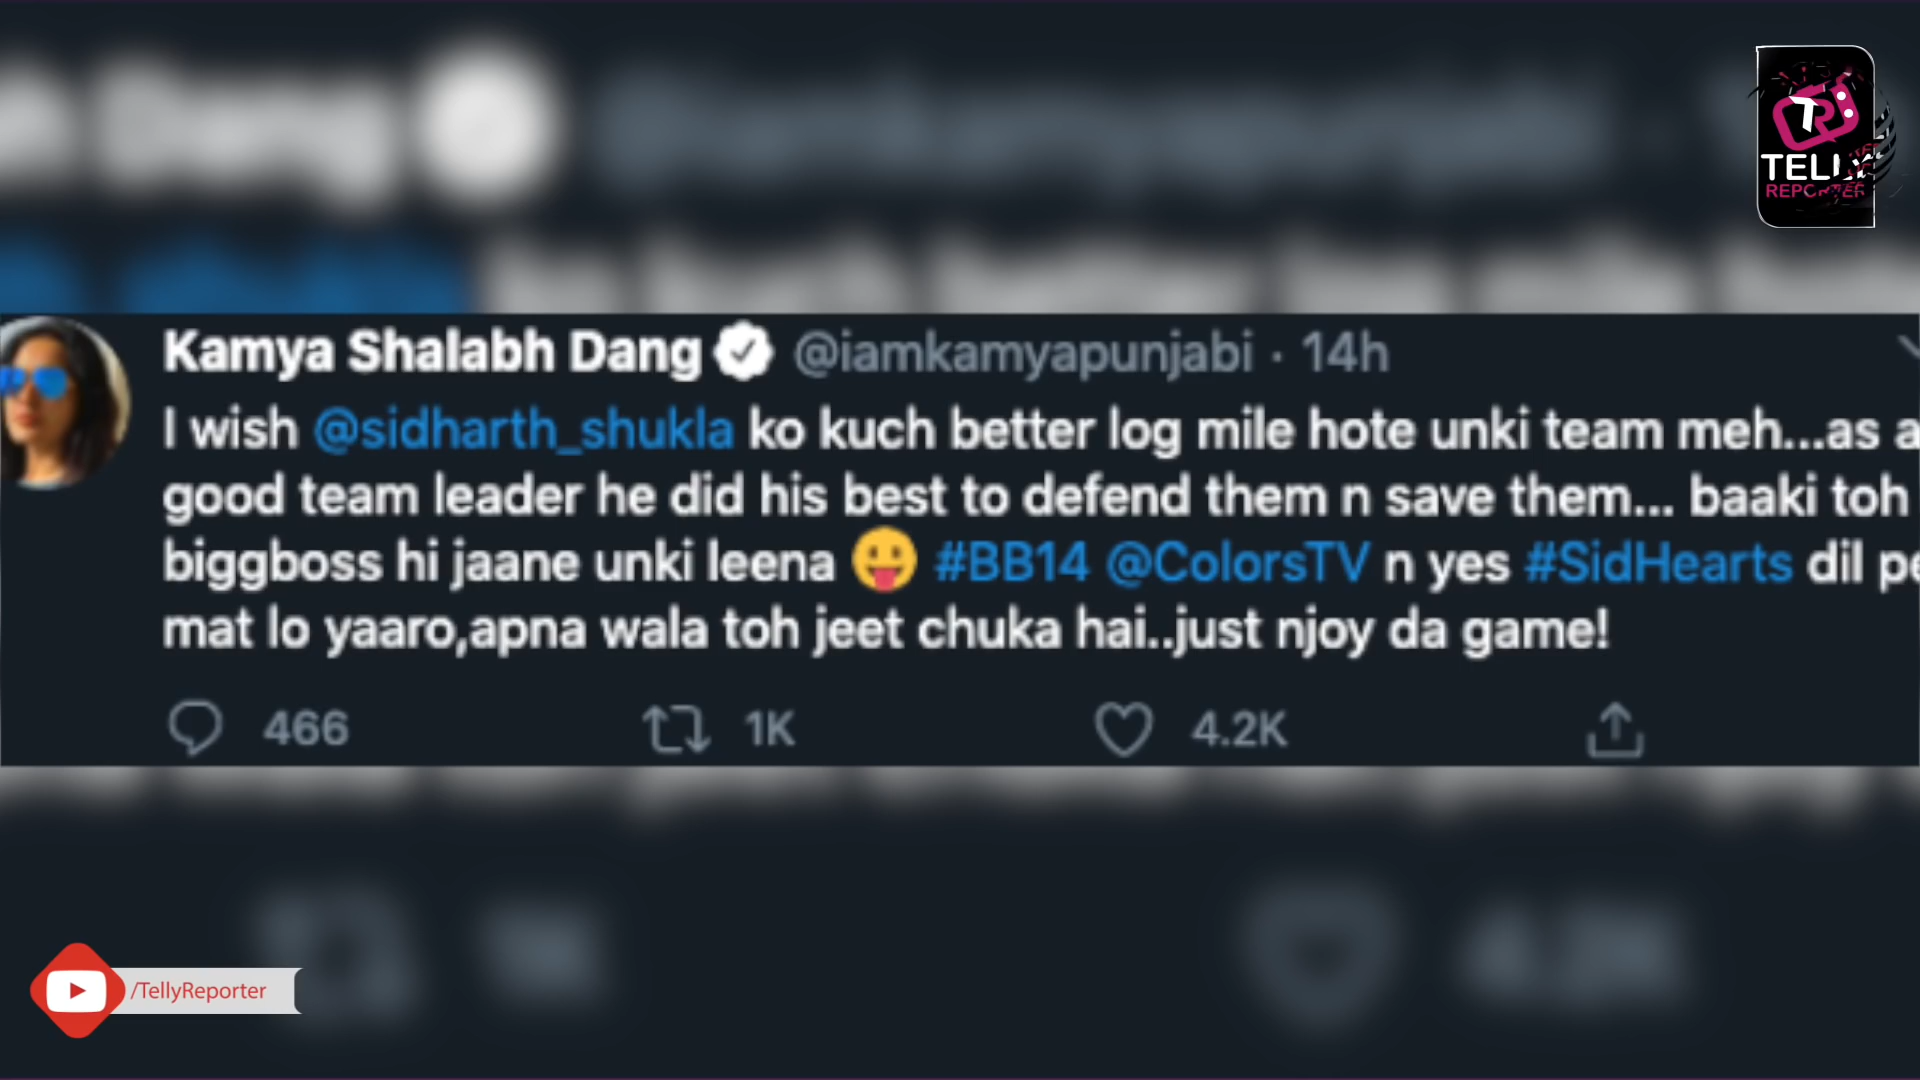 TR
TELLY
REPORTER
Kamya Shalabh Dang @iamkamyapunjabi · 14h
I wish @sidharth_shukla ko kuch better log mile hote unki team meh...as a
good team leader he did his best to defend them n save them... baaki toh
biggboss hi jaane unki leena 😛 #BB14 @ColorsTV n yes #SidHearts dil pe
mat lo yaaro,apna wala toh jeet chuka hai..just njoy da game!
466 1K 4.2K
/TellyReporter